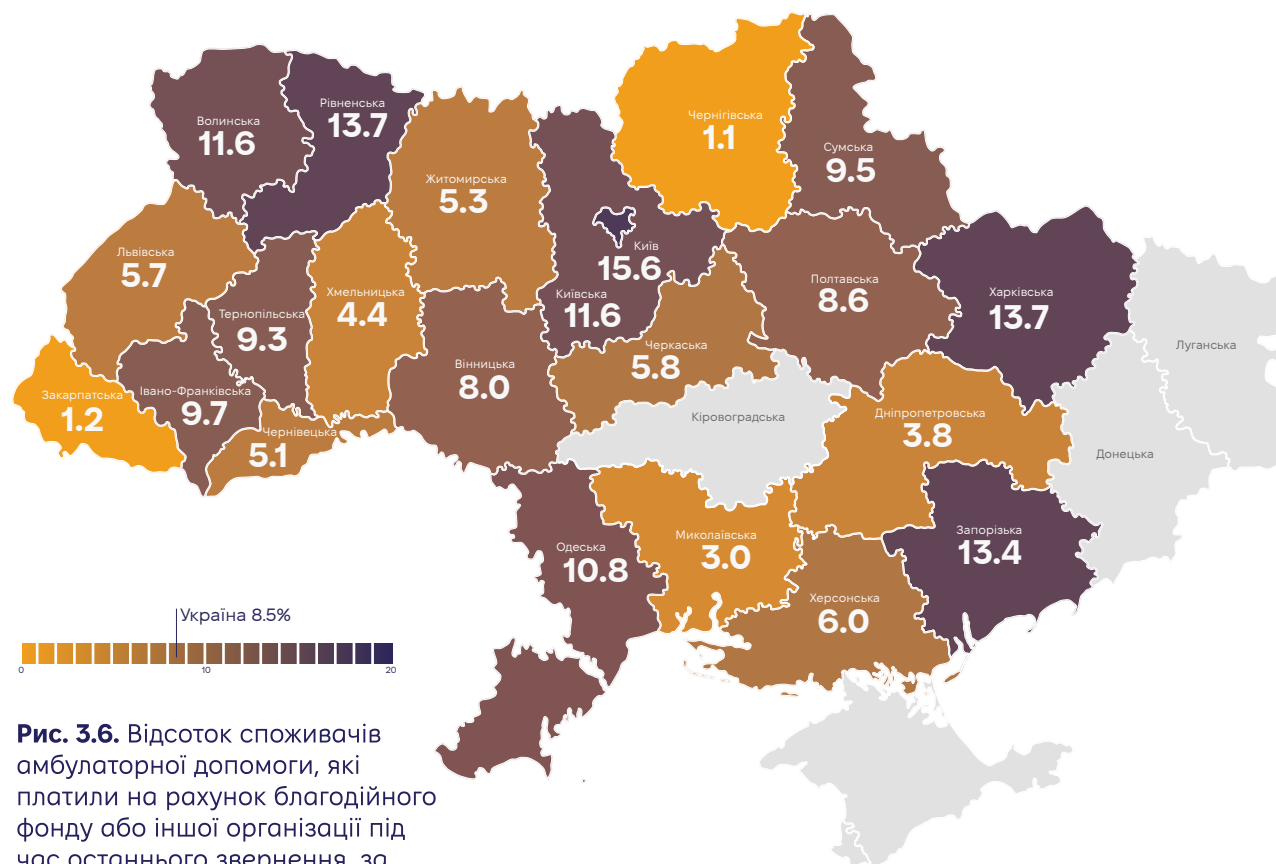 Волинська
11.6
Рівненська
13.7
Житомирська
5.3
Чернігівська
1.1
Сумська
9.5
Київ
15.6
Київська
11.6
Львівська
5.7
Тернопільська
9.3
Хмельницька
4.4
Полтавська
8.6
Харківська
13.7
Луганська
Черкаська
5.8
Вінницька
8.0
Закарпатська
1.2
Івано-Франківська
9.7
Чернівецька
5.1
Кіровоградська
Дніпропетровська
3.8
Донецька
Одеська
10.8
Миколаївська
3.0
Запорізька
13.4
Херсонська
6.0
Україна 8.5%
0 10 20
Рис. 3.6. Відсоток споживачів
амбулаторної допомоги, які
платили на рахунок благодійного
фонду або іншої організації під
час останнього звернення, за